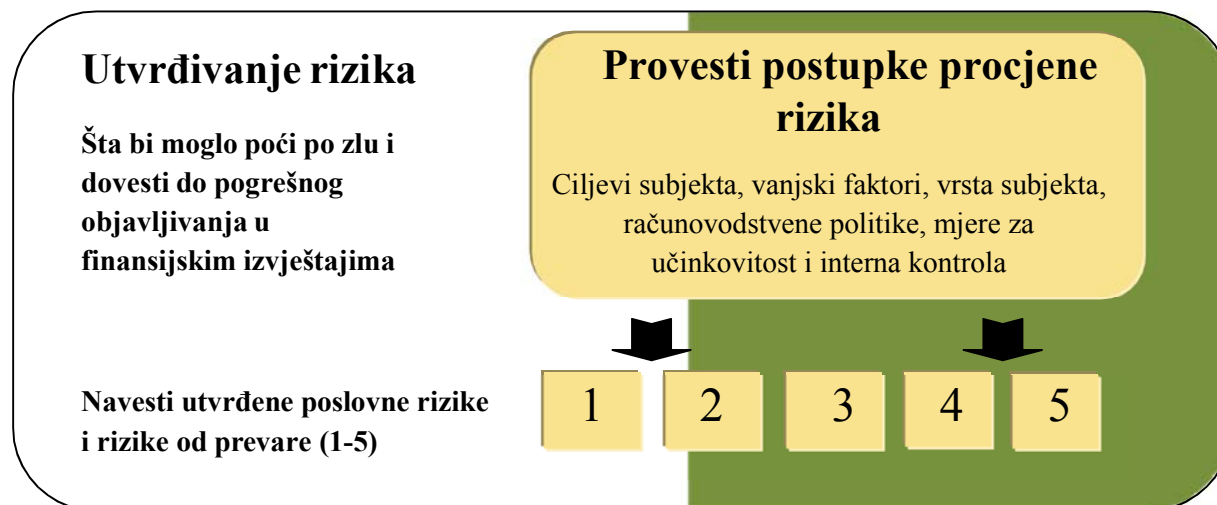 Utvrđivanje rizika
Šta bi moglo poći po zlu i
dovesti do pogrešnog
objavljivanja u
finansijskim izvještajima
Provesti postupke procjene
rizika
Ciljevi subjekta, vanjski faktori, vrsta subjekta,
računovodstvene politike, mjere za
učinkovitost i interna kontrola
Navesti utvrđene poslovne rizike
i rizike od prevare (1-5)
1 2 3 4 5